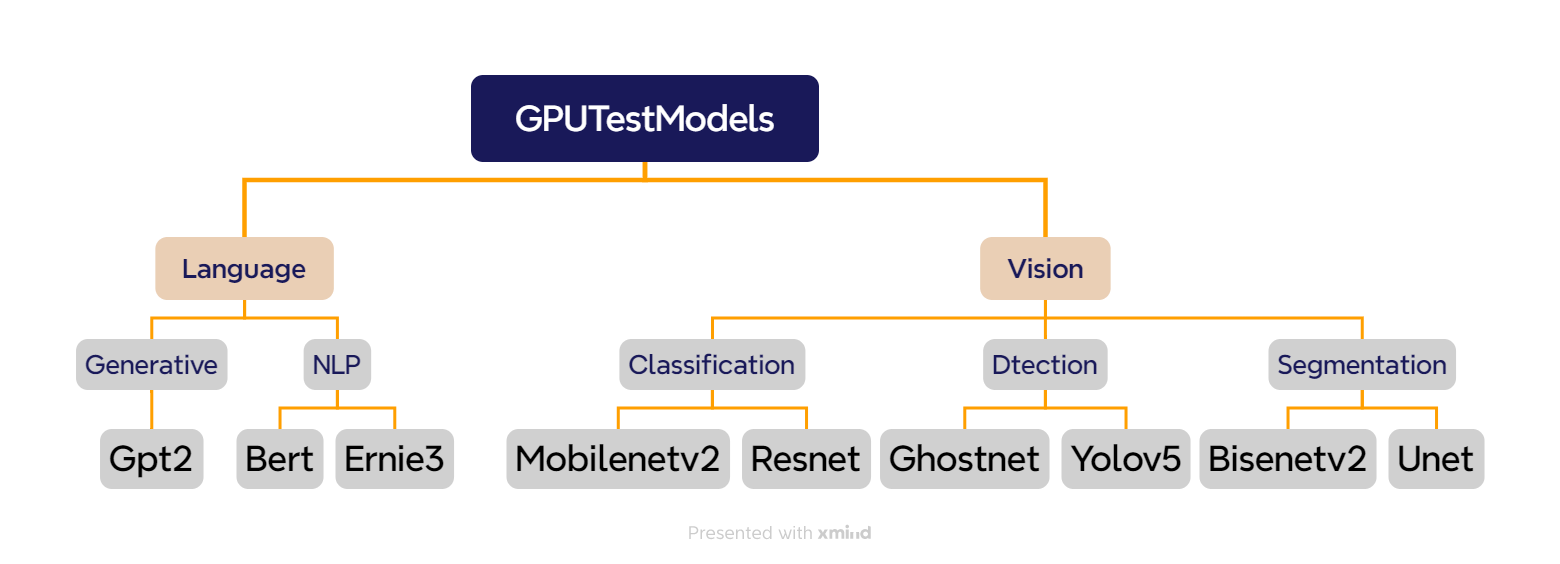 GPUTestModels
Language
Vision
Generative
NLP
Classification
Dtection
Segmentation
Gpt2
Bert
Ernie3
Mobilenetv2
Resnet
Ghostnet
Yolov5
Bisenetv2
Unet
Presented with xmind